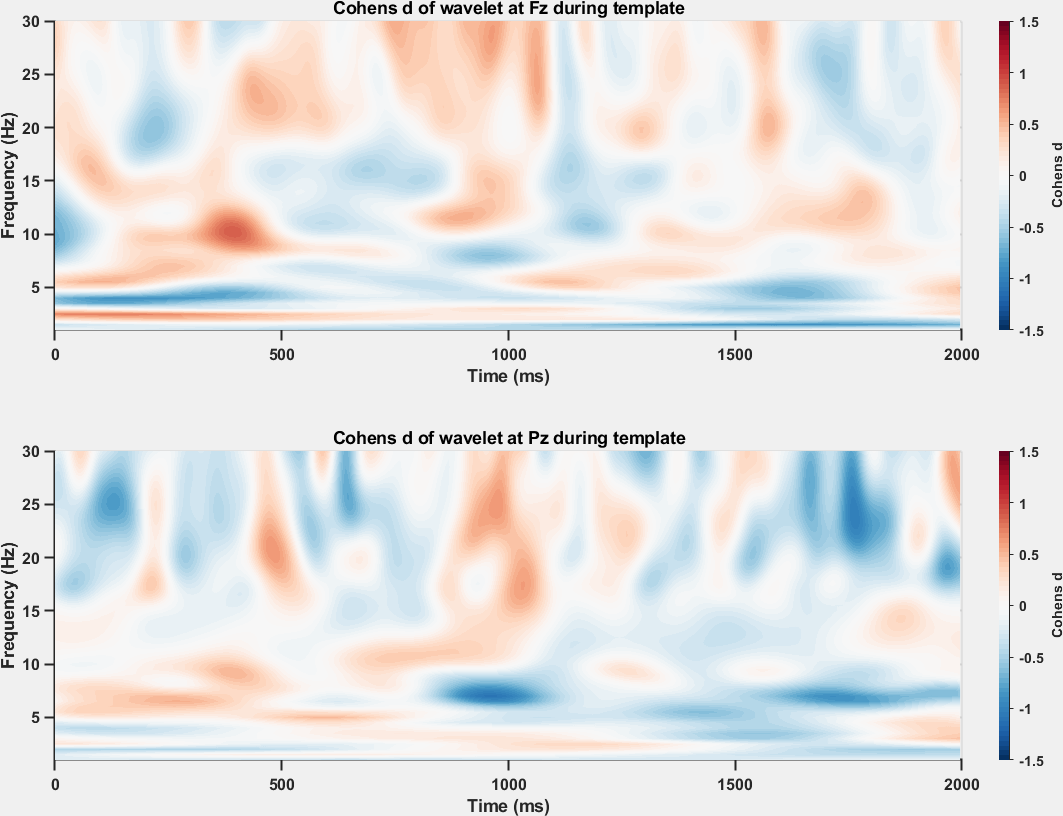 Cohens d of wavelet at Fz during template
30
25
20
15
10
5
Frequency (Hz)
0 500 1000 1500 2000
Time (ms)
1.5
1
0.5
0
-0.5
-1
-1.5
Cohens d
Cohens d of wavelet at Pz during template
30
25
20
15
10
5
Frequency (Hz)
0 500 1000 1500 2000
Time (ms)
1.5
1
0.5
0
-0.5
-1
-1.5
Cohens d